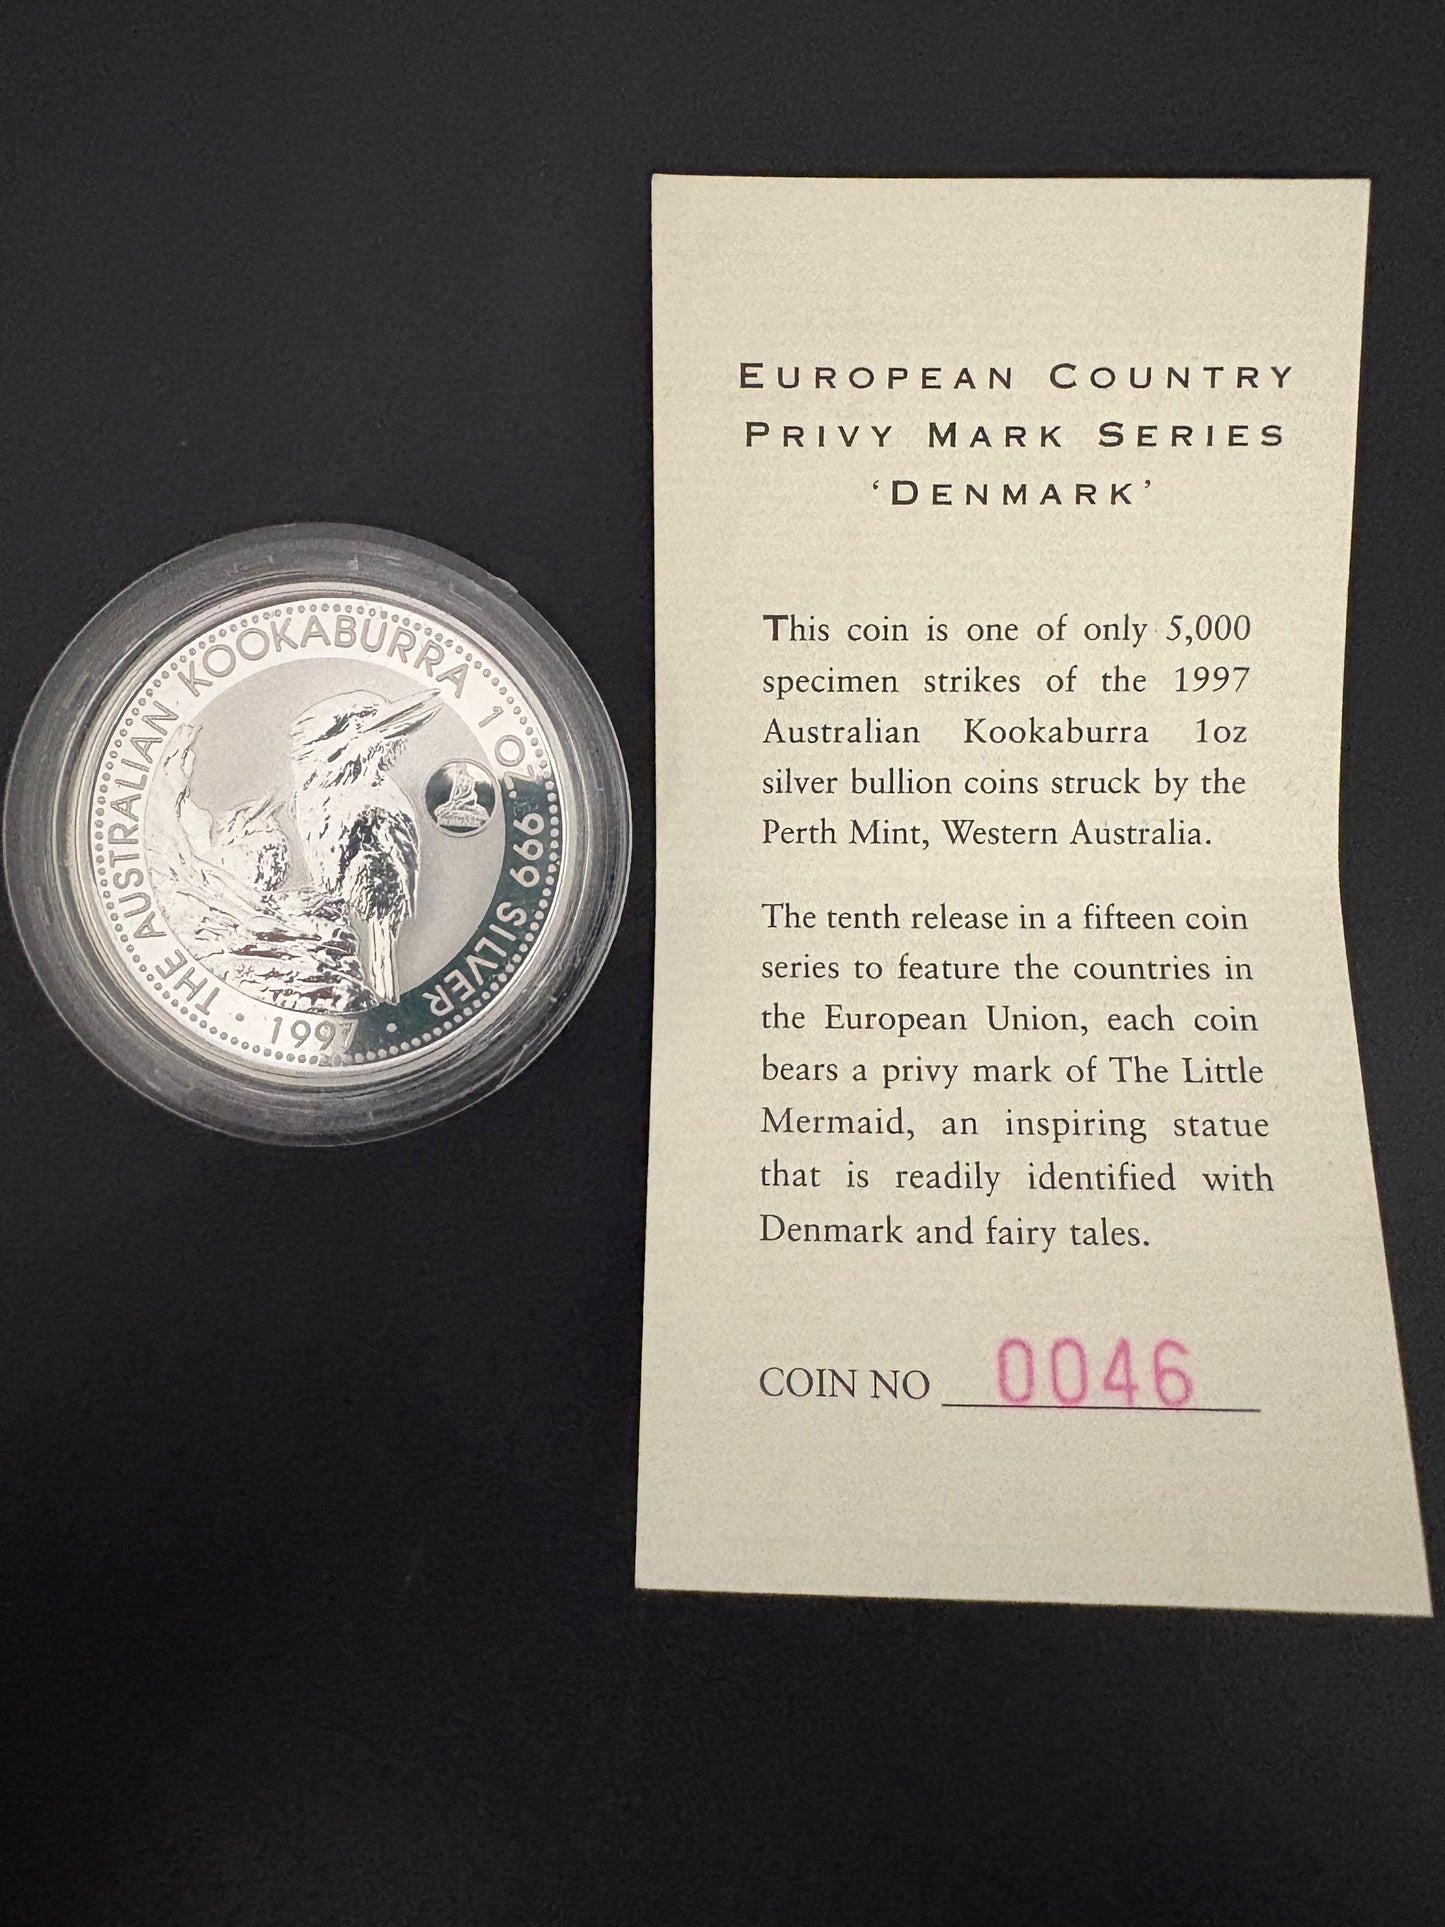 THE AUSTRALIAN KOOKABURRA 1 OZ. 999 SILVER
• 1997 •
EUROPEAN COUNTRY
PRIVY MARK SERIES
‘DENMARK’
This coin is one of only 5,000
specimen strikes of the 1997
Australian Kookaburra 1oz
silver bullion coins struck by the
Perth Mint, Western Australia.
The tenth release in a fifteen coin
series to feature the countries in
the European Union, each coin
bears a privy mark of The Little
Mermaid, an inspiring statue
that is readily identified with
Denmark and fairy tales.
COIN NO 0046